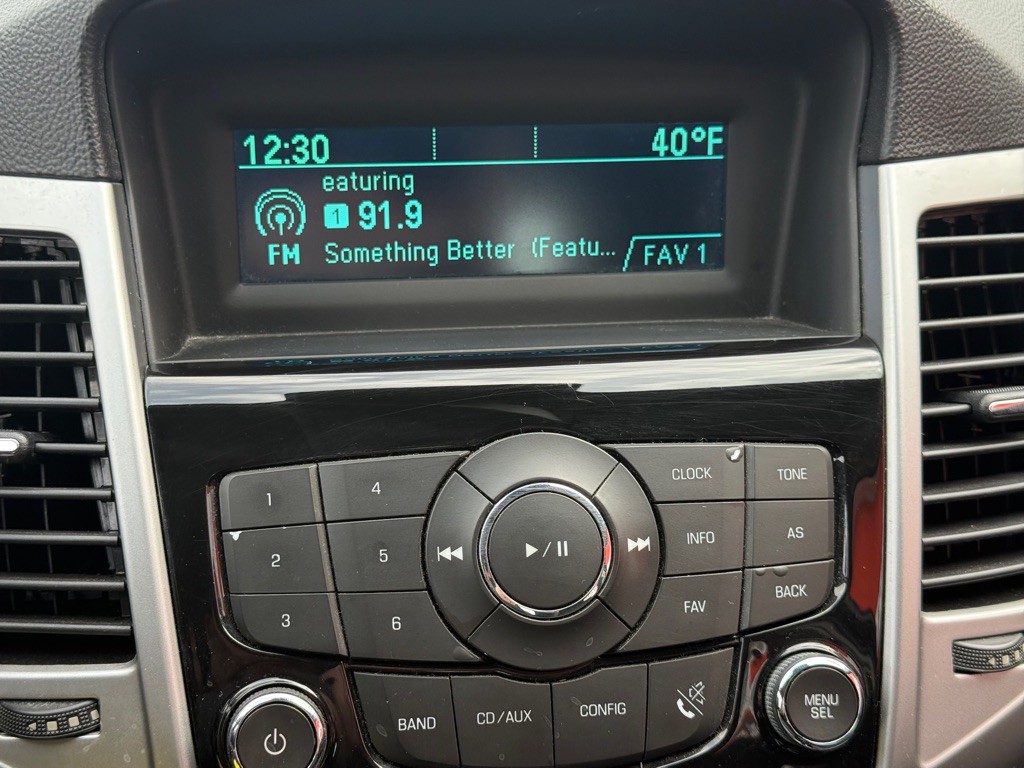 12:30 40°F
eaturing
1 91.9
FM Something Better (Featu... FAV 1
1 4 CLOCK TONE
2 5 INFO AS
3 6 FAV BACK
BAND CD/AUX CONFIG MENU
SEL